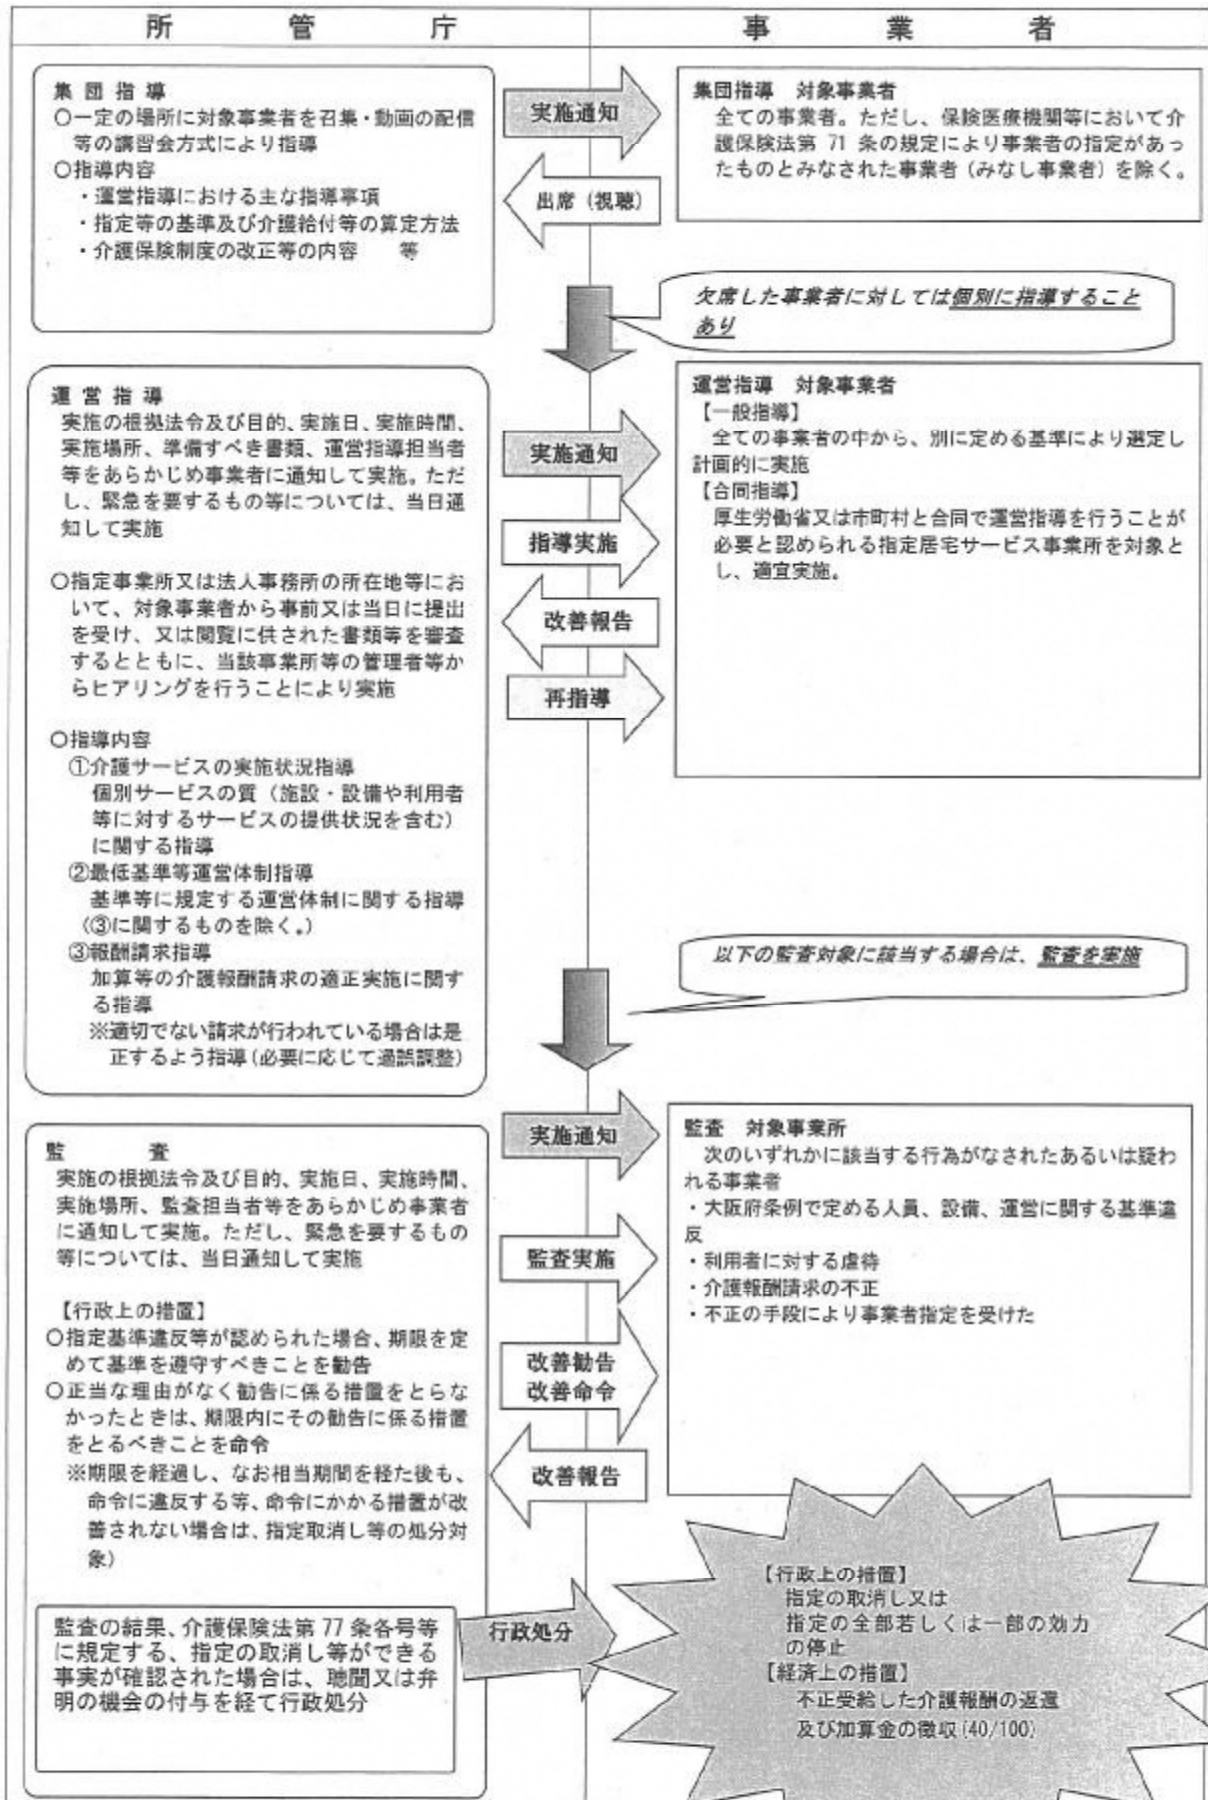 所管庁
事業者
集団指導
○一定の場所に対象事業者を召集・動画の配信
等の講習会方式により指導
○指導内容
・運営指導における主な指導事項
・指定等の基準及び介護給付等の算定方法
・介護保険制度の改正等の内容　等
実施通知
出席（視聴）
集団指導　対象事業者
全ての事業者。ただし、保険医療機関等において介
護保険法第 71 条の規定により事業者の指定があっ
たものとみなされた事業者（みなし事業者）を除く。
欠席した事業者に対しては個別に指導すること
あり
運営指導
実施の根拠法令及び目的、実施日、実施時間、
実施場所、準備すべき書類、運営指導担当者
等をあらかじめ事業者に通知して実施。ただ
し、緊急を要するもの等については、当日通
知して実施
○指定事業所又は法人事務所の所在地等にお
いて、対象事業者から事前又は当日に提出
を受け、又は閲覧に供された書類等を審査
するとともに、当該事業所等の管理者等か
らヒアリングを行うことにより実施
○指導内容
①介護サービスの実施状況指導
個別サービスの質（施設・設備や利用者
等に対するサービスの提供状況を含む）
に関する指導
②最低基準等運営体制指導
基準等に規定する運営体制に関する指導
（③に関するものを除く。）
③報酬請求指導
加算等の介護報酬請求の適正実施に関す
る指導
※適切でない請求が行われている場合は是
正するよう指導（必要に応じて過誤調整）
実施通知
指導実施
改善報告
再指導
運営指導　対象事業者
【一般指導】
全ての事業者の中から、別に定める基準により選定し
計画的に実施
【合同指導】
厚生労働省又は市町村と合同で運営指導を行うことが
必要と認められる指定居宅サービス事業所を対象と
し、適宜実施。
以下の監査対象に該当する場合は、監査を実施
監査
実施の根拠法令及び目的、実施日、実施時間、
実施場所、監査担当者等をあらかじめ事業者
に通知して実施。ただし、緊急を要するもの
等については、当日通知して実施
【行政上の措置】
○指定基準違反等が認められた場合、期限を定
めて基準を遵守すべきことを勧告
○正当な理由がなく勧告に係る措置をとらな
かったときは、期限内にその勧告に係る措置
をとるべきことを命令
※期限を経過し、なお相当期間を経た後も、
命令に違反する等、命令にかかる措置が改
善されない場合は、指定取消し等の処分対
象）
監査の結果、介護保険法第 77 条各号等
に規定する、指定の取消し等ができる
事実が確認された場合は、聴聞又は弁
明の機会の付与を経て行政処分
実施通知
監査実施
改善勧告
改善命令
改善報告
行政処分
監査　対象事業所
次のいずれかに該当する行為がなされたあるいは疑わ
れる事業者
・大阪府条例で定める人員、設備、運営に関する基準違
反
・利用者に対する虐待
・介護報酬請求の不正
・不正の手段により事業者指定を受けた
【行政上の措置】
指定の取消し又は
指定の全部若しくは一部の効力
の停止
【経済上の措置】
不正受給した介護報酬の返還
及び加算金の徴収(40/100)